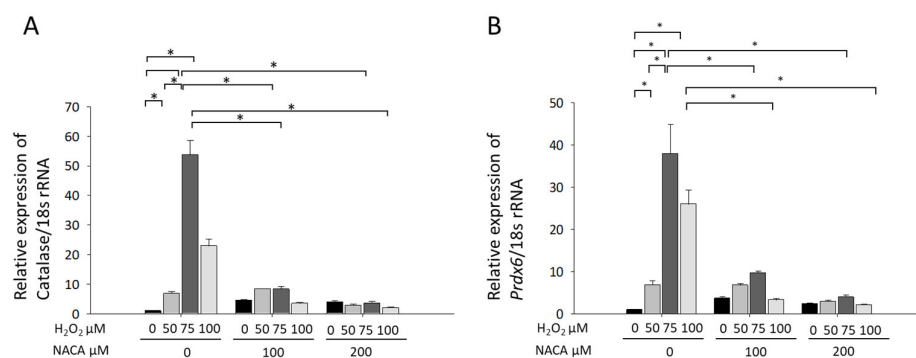 A
Relative expression of
Catalase/18s rRNA
70
60
50
40
30
20
10
0
* * * * * * *
H₂O₂ μM 0 50 75 100 0 50 75 100 0 50 75 100
NACA μM 0 100 200
B
Relative expression of
Prdx6/18s rRNA
50
40
30
20
10
0
* * * * * * * *
H₂O₂ μM 0 50 75 100 0 50 75 100 0 50 75 100
NACA μM 0 100 200